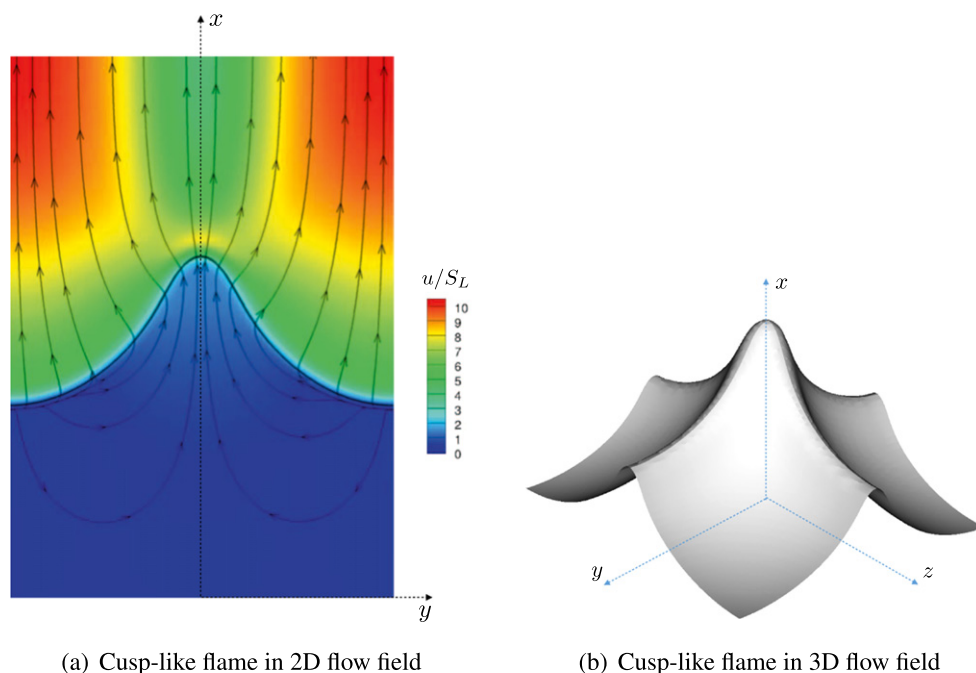 x
u/S_L
10
9
8
7
6
5
4
3
2
1
0
y
x
y
z
(a) Cusp-like flame in 2D flow field
(b) Cusp-like flame in 3D flow field